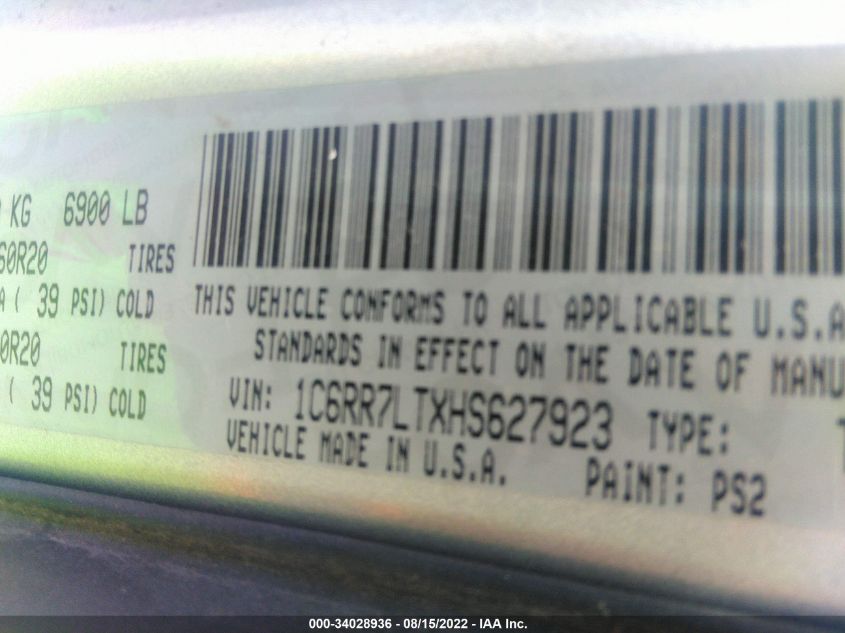 KG 6900 LB
60R20 TIRES
( 39 PSI) COLD
0R20 TIRES
( 39 PSI) COLD
THIS VEHICLE CONFORMS TO ALL APPLICABLE U.S.A
STANDARDS IN EFFECT ON THE DATE OF MANU
VIN: 1C6RR7LTXHS627923 TYPE: T
VEHICLE MADE IN U.S.A. PAINT: PS2
000-34028936 - 08/15/2022 - IAA Inc.